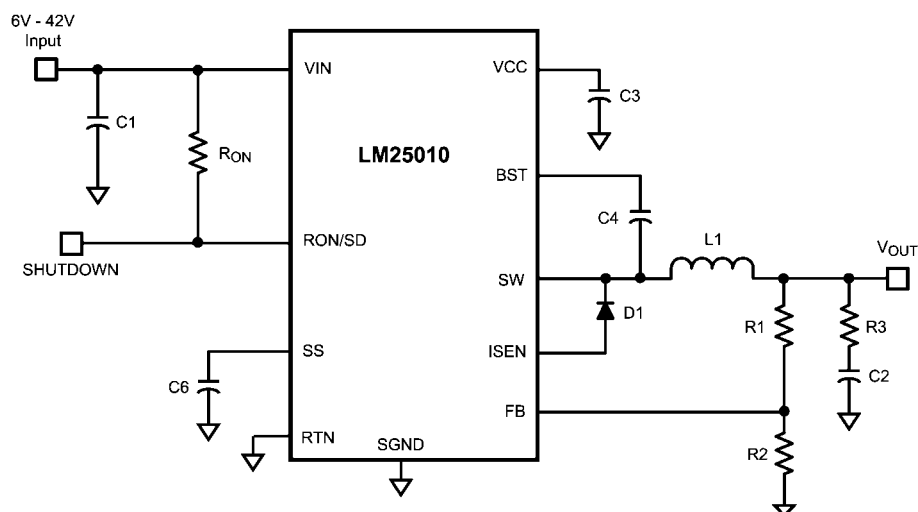 6V - 42V
Input
VIN
VCC
C3
C1
RON
LM25010
BST
C4
L1
VOUT
SHUTDOWN
RON/SD
SW
D1
R1
R3
ISEN
C2
C6
SS
FB
RTN
SGND
R2